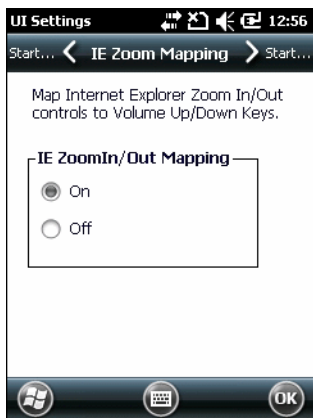 UI Settings 12:56
Start... IE Zoom Mapping Start...
Map Internet Explorer Zoom In/Out
controls to Volume Up/Down Keys.
IE ZoomIn/Out Mapping
On
Off
OK